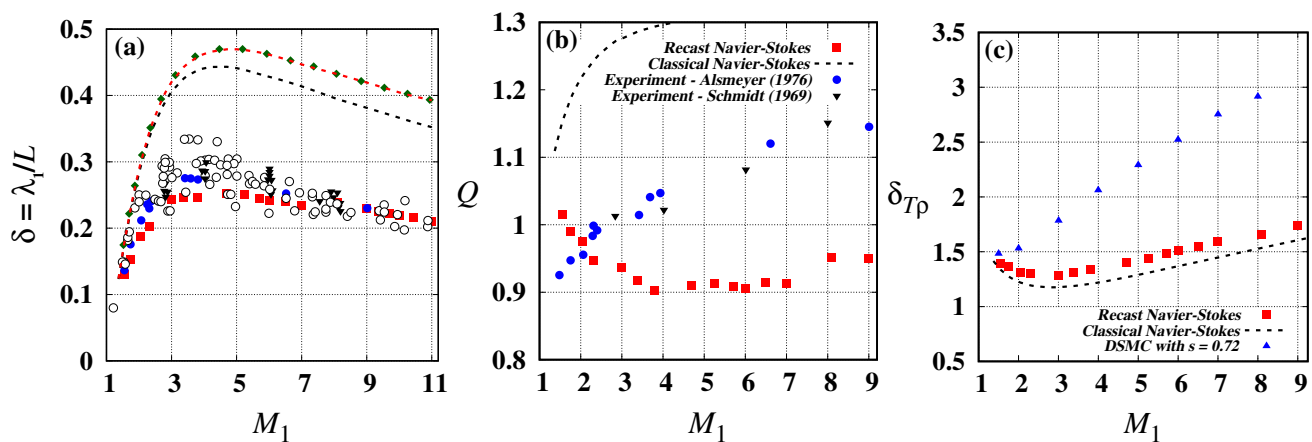 (a)
δ = λ₁/L
0.5
0.4
0.3
0.2
0.1
0
1 3 5 7 9 11
M₁
(b)
Q
1.3
1.2
1.1
1
0.9
0.8
Recast Navier-Stokes
Classical Navier-Stokes
Experiment - Alsmeyer (1976)
Experiment - Schmidt (1969)
1 2 3 4 5 6 7 8 9
M₁
(c)
δ_Tρ
3.5
3
2.5
2
1.5
1
0.5
Recast Navier-Stokes
Classical Navier-Stokes
DSMC with s = 0.72
1 2 3 4 5 6 7 8 9
M₁